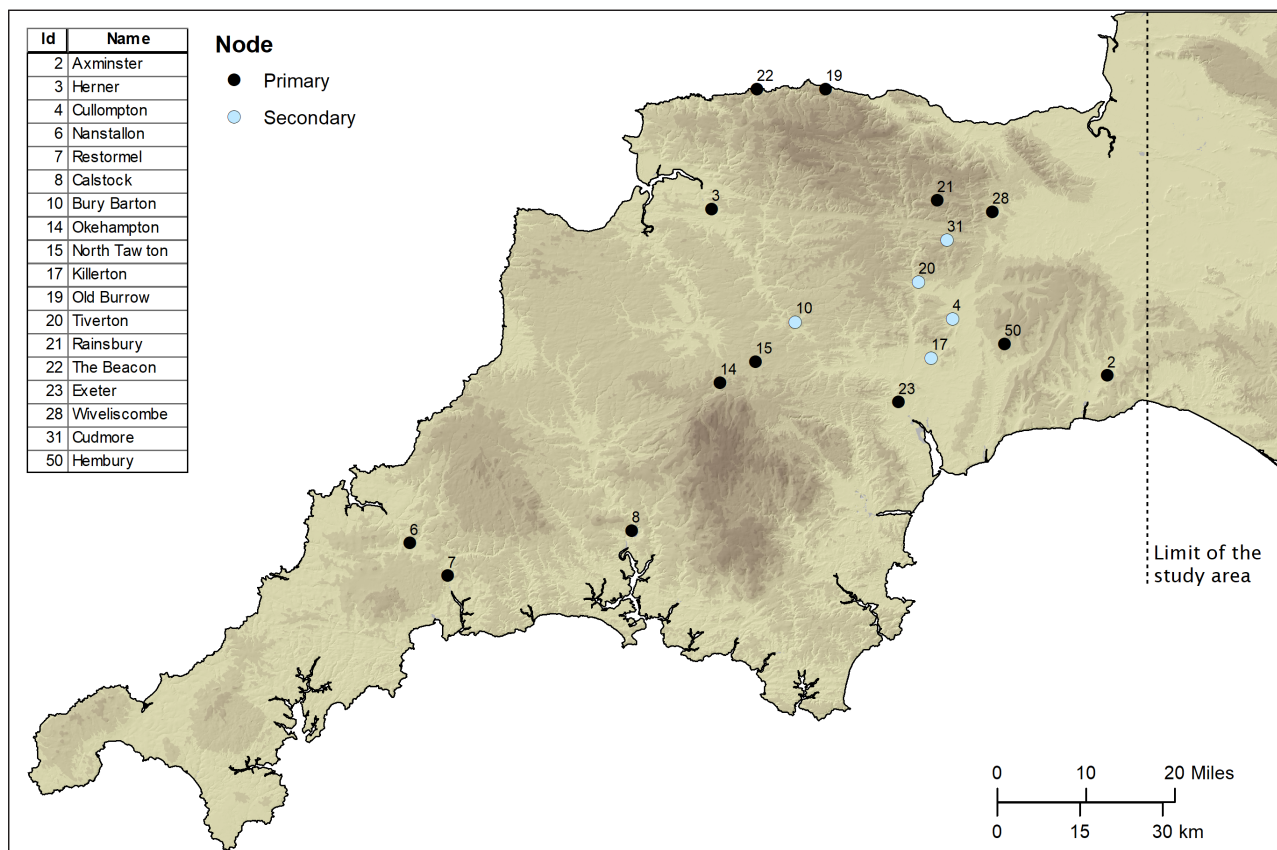 Id Name
2 Axminster
3 Herner
4 Cullompton
6 Nanstallon
7 Restormel
8 Calstock
10 Bury Barton
14 Okehampton
15 North Tawton
17 Killerton
19 Old Burrow
20 Tiverton
21 Rainsbury
22 The Beacon
23 Exeter
28 Wiveliscombe
31 Cudmore
50 Hembury
Node
Primary
Secondary
22 19
3
21
28
31
20
10
4
50
15
14
17
2
23
8
6
7
Limit of the
study area
0 10 20 Miles
0 15 30 km